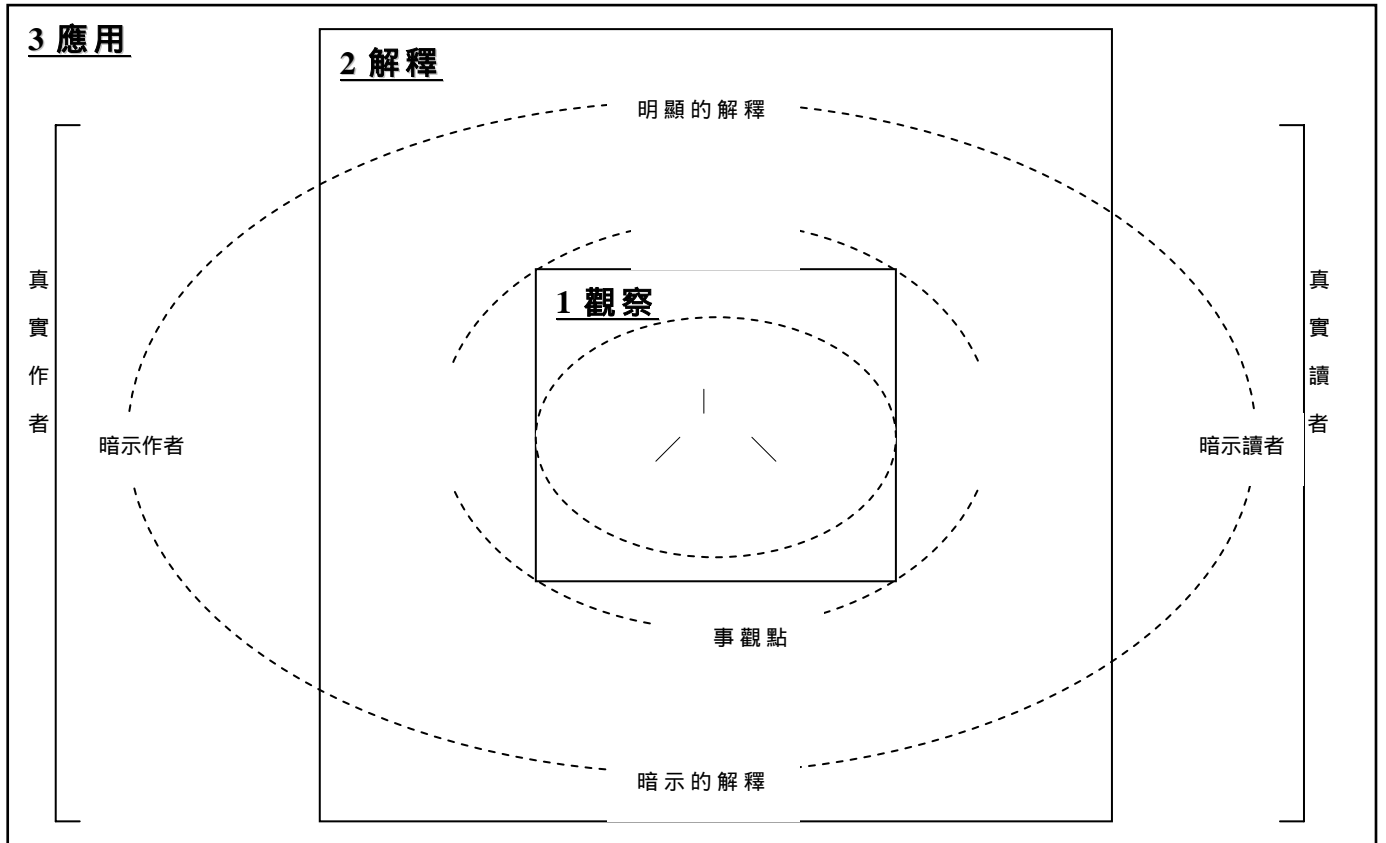 3 應用
2 解釋
明顯的解釋
1 觀察
真實作者
真實讀者
暗示作者
暗示讀者
事觀點
暗示的解釋